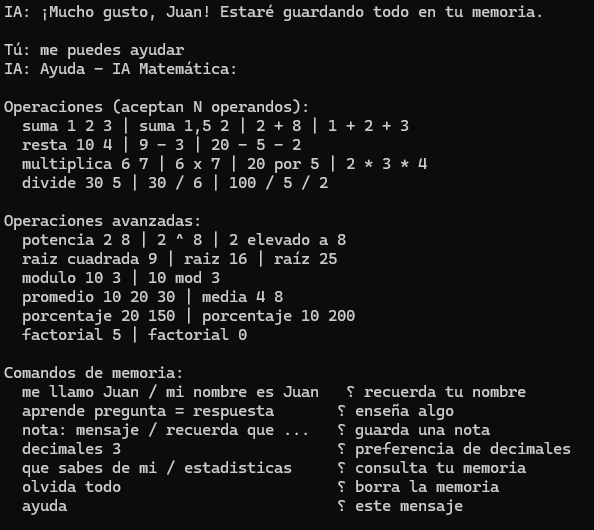 IA: ¡Mucho gusto, Juan! Estaré guardando todo en tu memoria.
Tú: me puedes ayudar
IA: Ayuda – IA Matemática:
Operaciones (aceptan N operandos):
suma 1 2 3 | suma 1,5 2 | 2 + 8 | 1 + 2 + 3
resta 10 4 | 9 - 3 | 20 - 5 - 2
multiplica 6 7 | 6 x 7 | 20 por 5 | 2 * 3 * 4
divide 30 5 | 30 / 6 | 100 / 5 / 2
Operaciones avanzadas:
potencia 2 8 | 2 ^ 8 | 2 elevado a 8
raiz cuadrada 9 | raiz 16 | raíz 25
modulo 10 3 | 10 mod 3
promedio 10 20 30 | media 4 8
porcentaje 20 150 | porcentaje 10 200
factorial 5 | factorial 0
Comandos de memoria:
me llamo Juan / mi nombre es Juan ⸮ recuerda tu nombre
aprende pregunta = respuesta ⸮ enseña algo
nota: mensaje / recuerda que ... ⸮ guarda una nota
decimales 3 ⸮ preferencia de decimales
que sabes de mi / estadisticas ⸮ consulta tu memoria
olvida todo ⸮ borra la memoria
ayuda ⸮ este mensaje